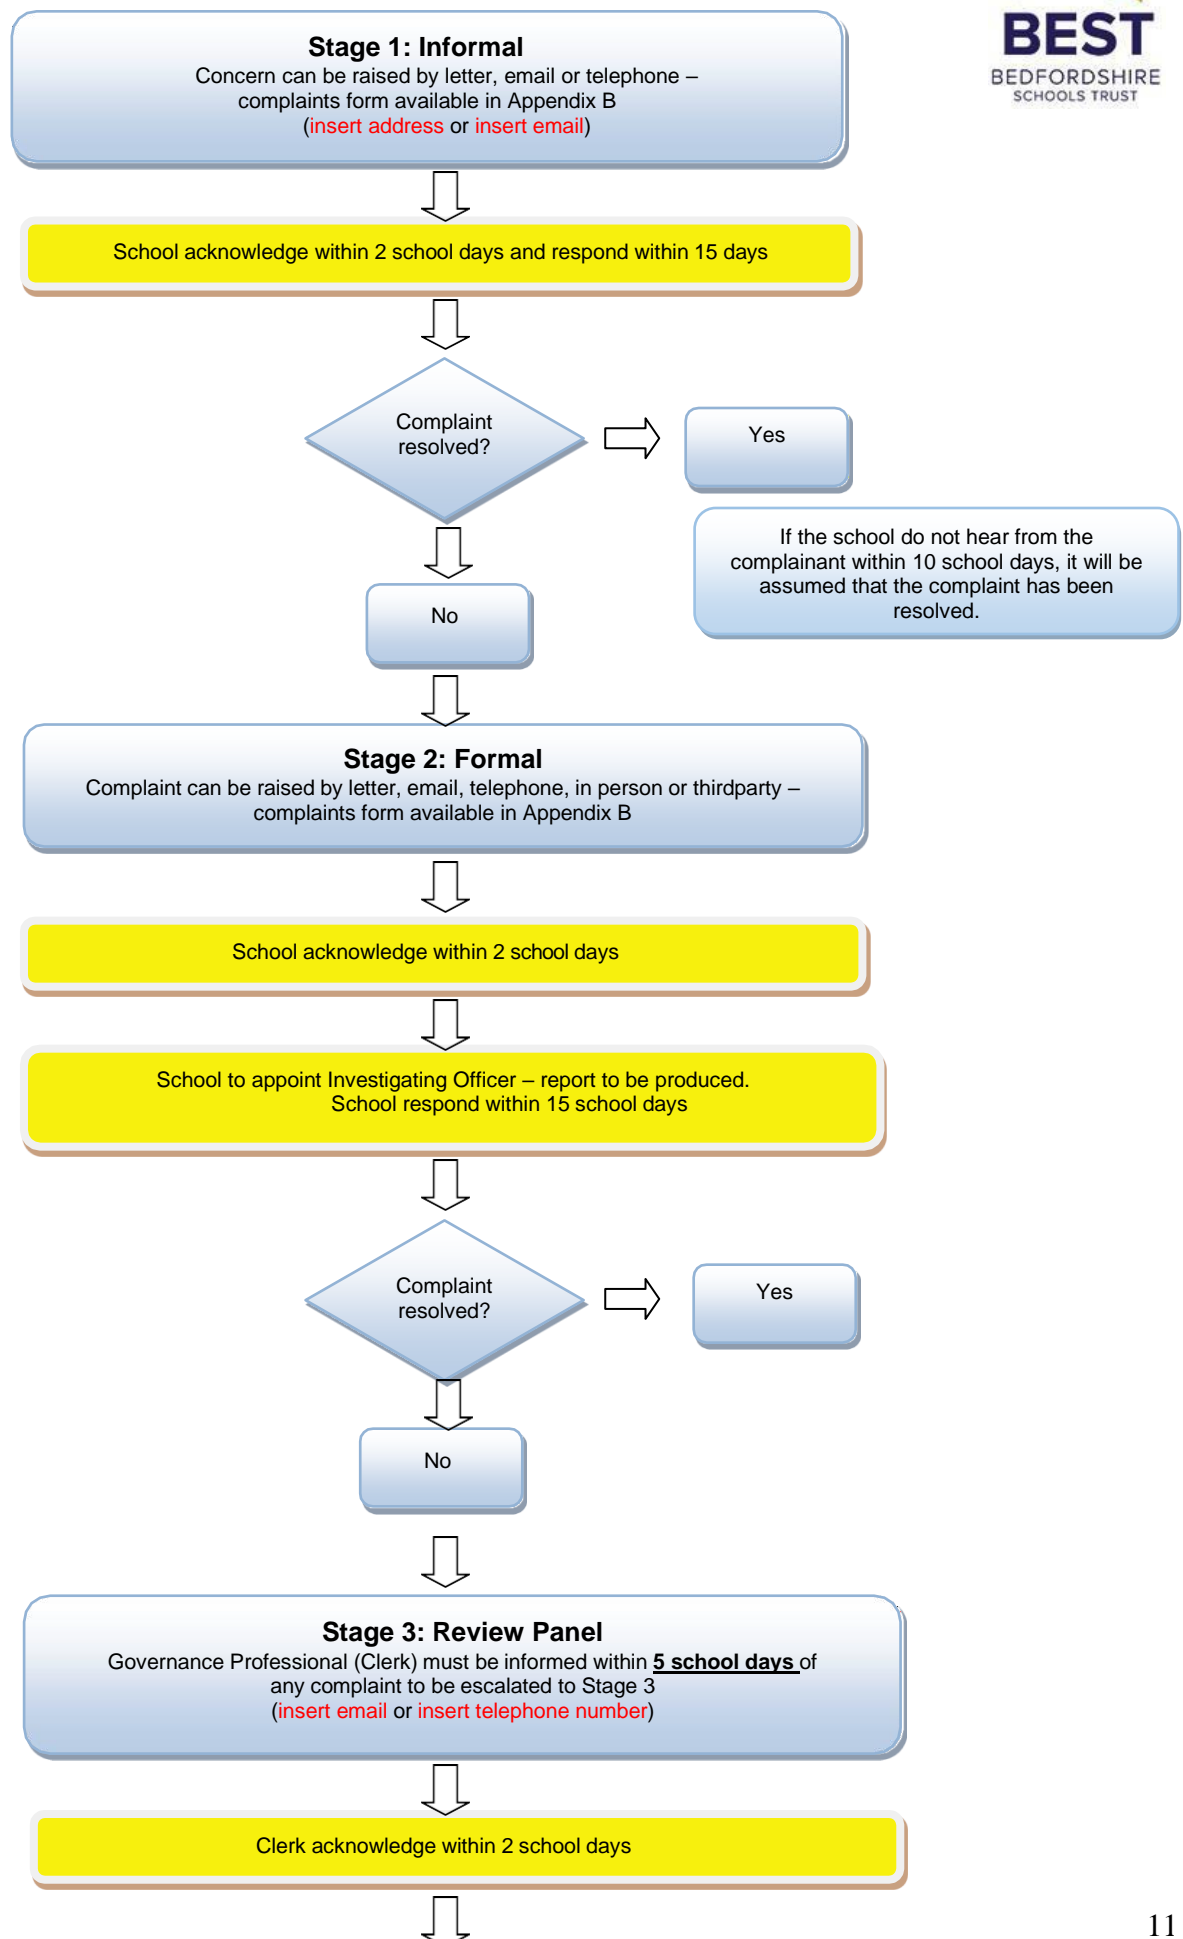 BEST
BEDFORDSHIRE
SCHOOLS TRUST
Stage 1: Informal
Concern can be raised by letter, email or telephone –
complaints form available in Appendix B
(insert address or insert email)
School acknowledge within 2 school days and respond within 15 days
Complaint
resolved?
Yes
If the school do not hear from the
complainant within 10 school days, it will be
assumed that the complaint has been
resolved.
No
Stage 2: Formal
Complaint can be raised by letter, email, telephone, in person or thirdparty –
complaints form available in Appendix B
School acknowledge within 2 school days
School to appoint Investigating Officer – report to be produced.
School respond within 15 school days
Complaint
resolved?
Yes
No
Stage 3: Review Panel
Governance Professional (Clerk) must be informed within 5 school days of
any complaint to be escalated to Stage 3
(insert email or insert telephone number)
Clerk acknowledge within 2 school days
11